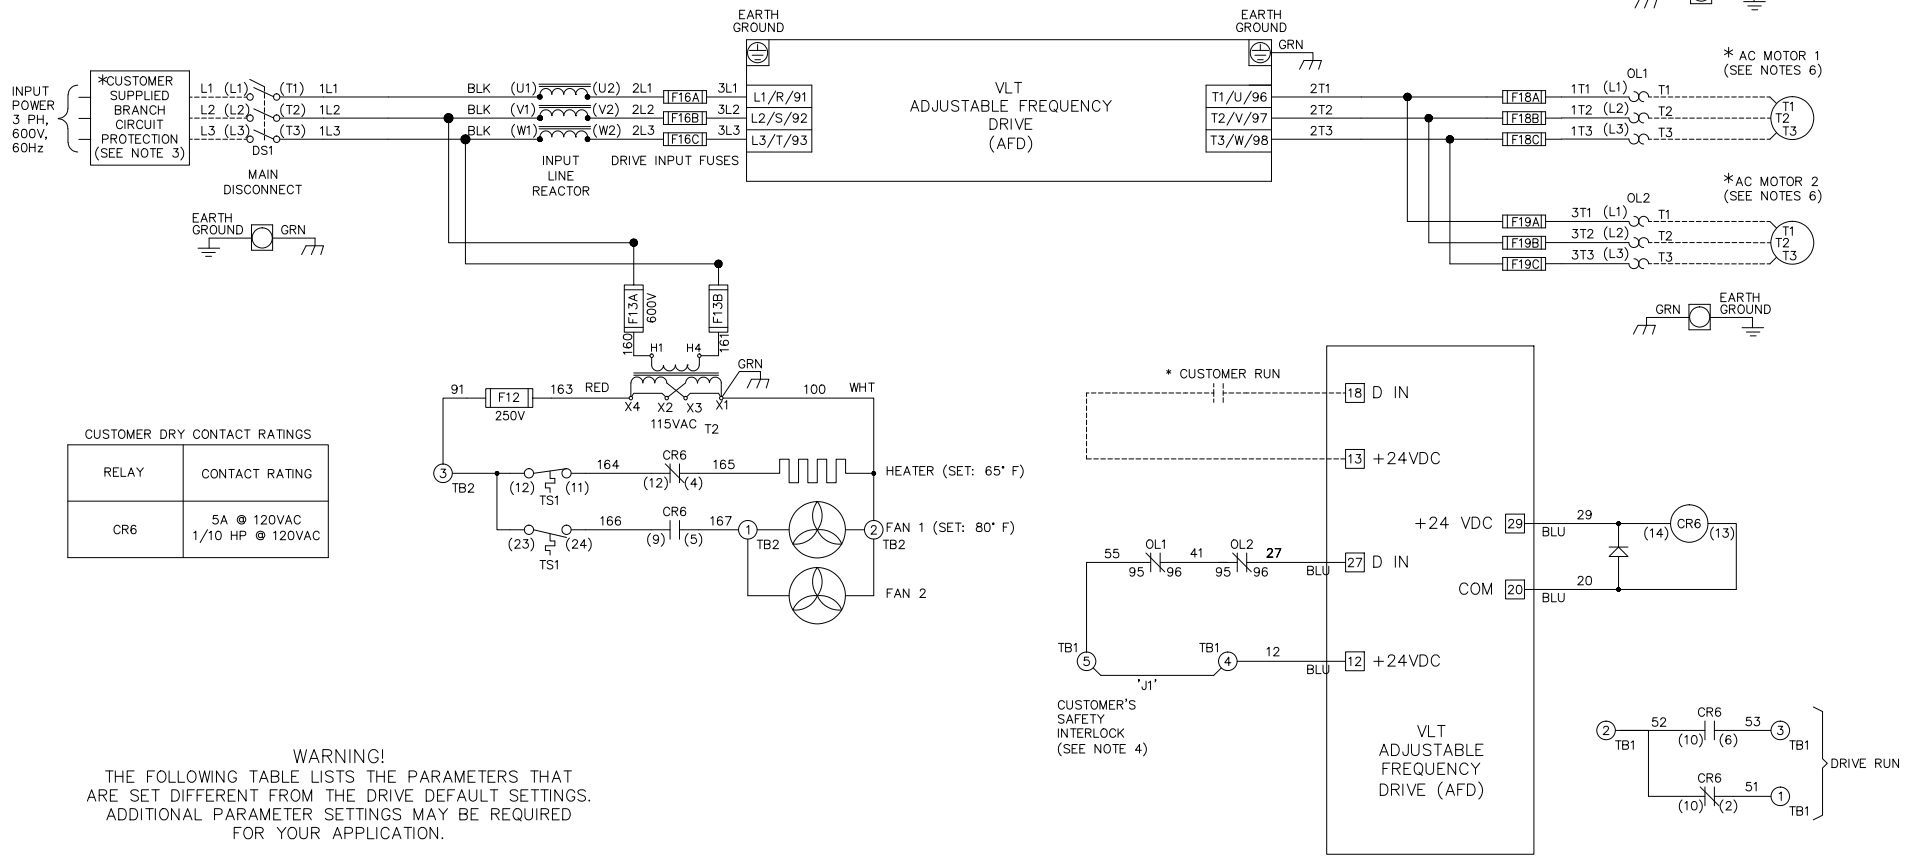 EARTH
GROUND
EARTH
GROUND
GRN
INPUT
POWER
3 PH,
600V,
60Hz
*CUSTOMER
SUPPLIED
BRANCH
CIRCUIT
PROTECTION
(SEE NOTE 3)
L1 (L1) (T1) 1L1
L2 (L2) (T2) 1L2
L3 (L3) (T3) 1L3
DS1
MAIN
DISCONNECT
BLK (U1) (U2) 2L1 F16A 3L1
BLK (V1) (V2) 2L2 F16B 3L2
BLK (W1) (W2) 2L3 F16C 3L3
INPUT
LINE
REACTOR
DRIVE INPUT FUSES
L1/R/91
L2/S/92
L3/T/93
VLT
ADJUSTABLE FREQUENCY
DRIVE
(AFD)
T1/U/96 2T1
T2/V/97 2T2
T3/W/98 2T3
* AC MOTOR 1
(SEE NOTES 6)
OL1
F18A 1T1 (L1) T1
F18B 1T2 (L2) T2
F18C 1T3 (L3) T3
T1
T2
T3
* AC MOTOR 2
(SEE NOTES 6)
OL2
F19A 3T1 (L1) T1
F19B 3T2 (L2) T2
F19C 3T3 (L3) T3
T1
T2
T3
EARTH
GROUND GRN
GRN EARTH
GROUND
F13A 600V F13B
160 161
H1 H4
GRN
91 F12 163 RED
250V
X4 X2 X3 X1
100 WHT
115VAC T2
CUSTOMER DRY CONTACT RATINGS
RELAY CONTACT RATING
CR6 5A @ 120VAC
1/10 HP @ 120VAC
3 TB2
(12) (11) TS1
164 CR6 165
(12) (4)
HEATER (SET: 65° F)
(23) (24) TS1
166 CR6 167
(9) (5)
1 TB2
2 TB2
FAN 1 (SET: 80° F)
FAN 2
* CUSTOMER RUN
18 D IN
13 +24VDC
+24 VDC 29
29 BLU
CR6
(14) (13)
COM 20
20 BLU
55 OL1 41 OL2 27
95 96 95 96 BLU
27 D IN
TB1 5
TB1 4
12 BLU
12 +24VDC
'J1'
CUSTOMER'S
SAFETY
INTERLOCK
(SEE NOTE 4)
VLT
ADJUSTABLE
FREQUENCY
DRIVE (AFD)
2 TB1
52 CR6 53
(10) (6)
3 TB1
CR6 51
(10) (2)
1 TB1
DRIVE RUN
WARNING!
THE FOLLOWING TABLE LISTS THE PARAMETERS THAT
ARE SET DIFFERENT FROM THE DRIVE DEFAULT SETTINGS.
ADDITIONAL PARAMETER SETTINGS MAY BE REQUIRED
FOR YOUR APPLICATION.